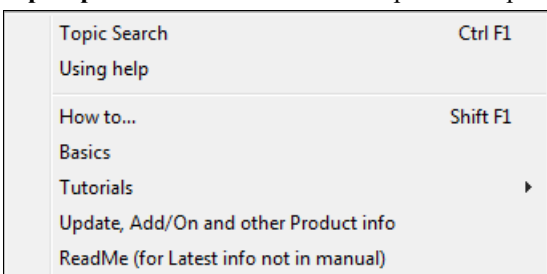 Topic Search Ctrl F1
Using help
How to... Shift F1
Basics
Tutorials
Update, Add/On and other Product info
ReadMe (for Latest info not in manual)